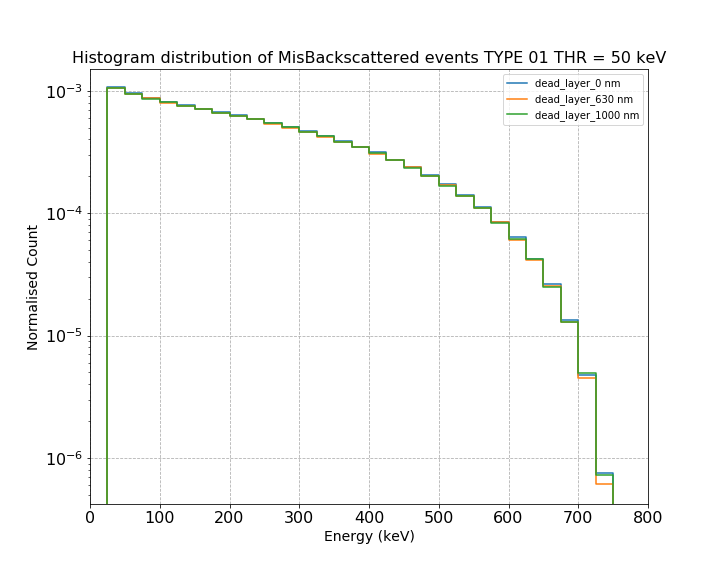 Histogram distribution of MisBackscattered events TYPE 01 THR = 50 keV
dead_layer_0 nm
dead_layer_630 nm
dead_layer_1000 nm
Normalised Count
10⁻³
10⁻⁴
10⁻⁵
10⁻⁶
0 100 200 300 400 500 600 700 800
Energy (keV)